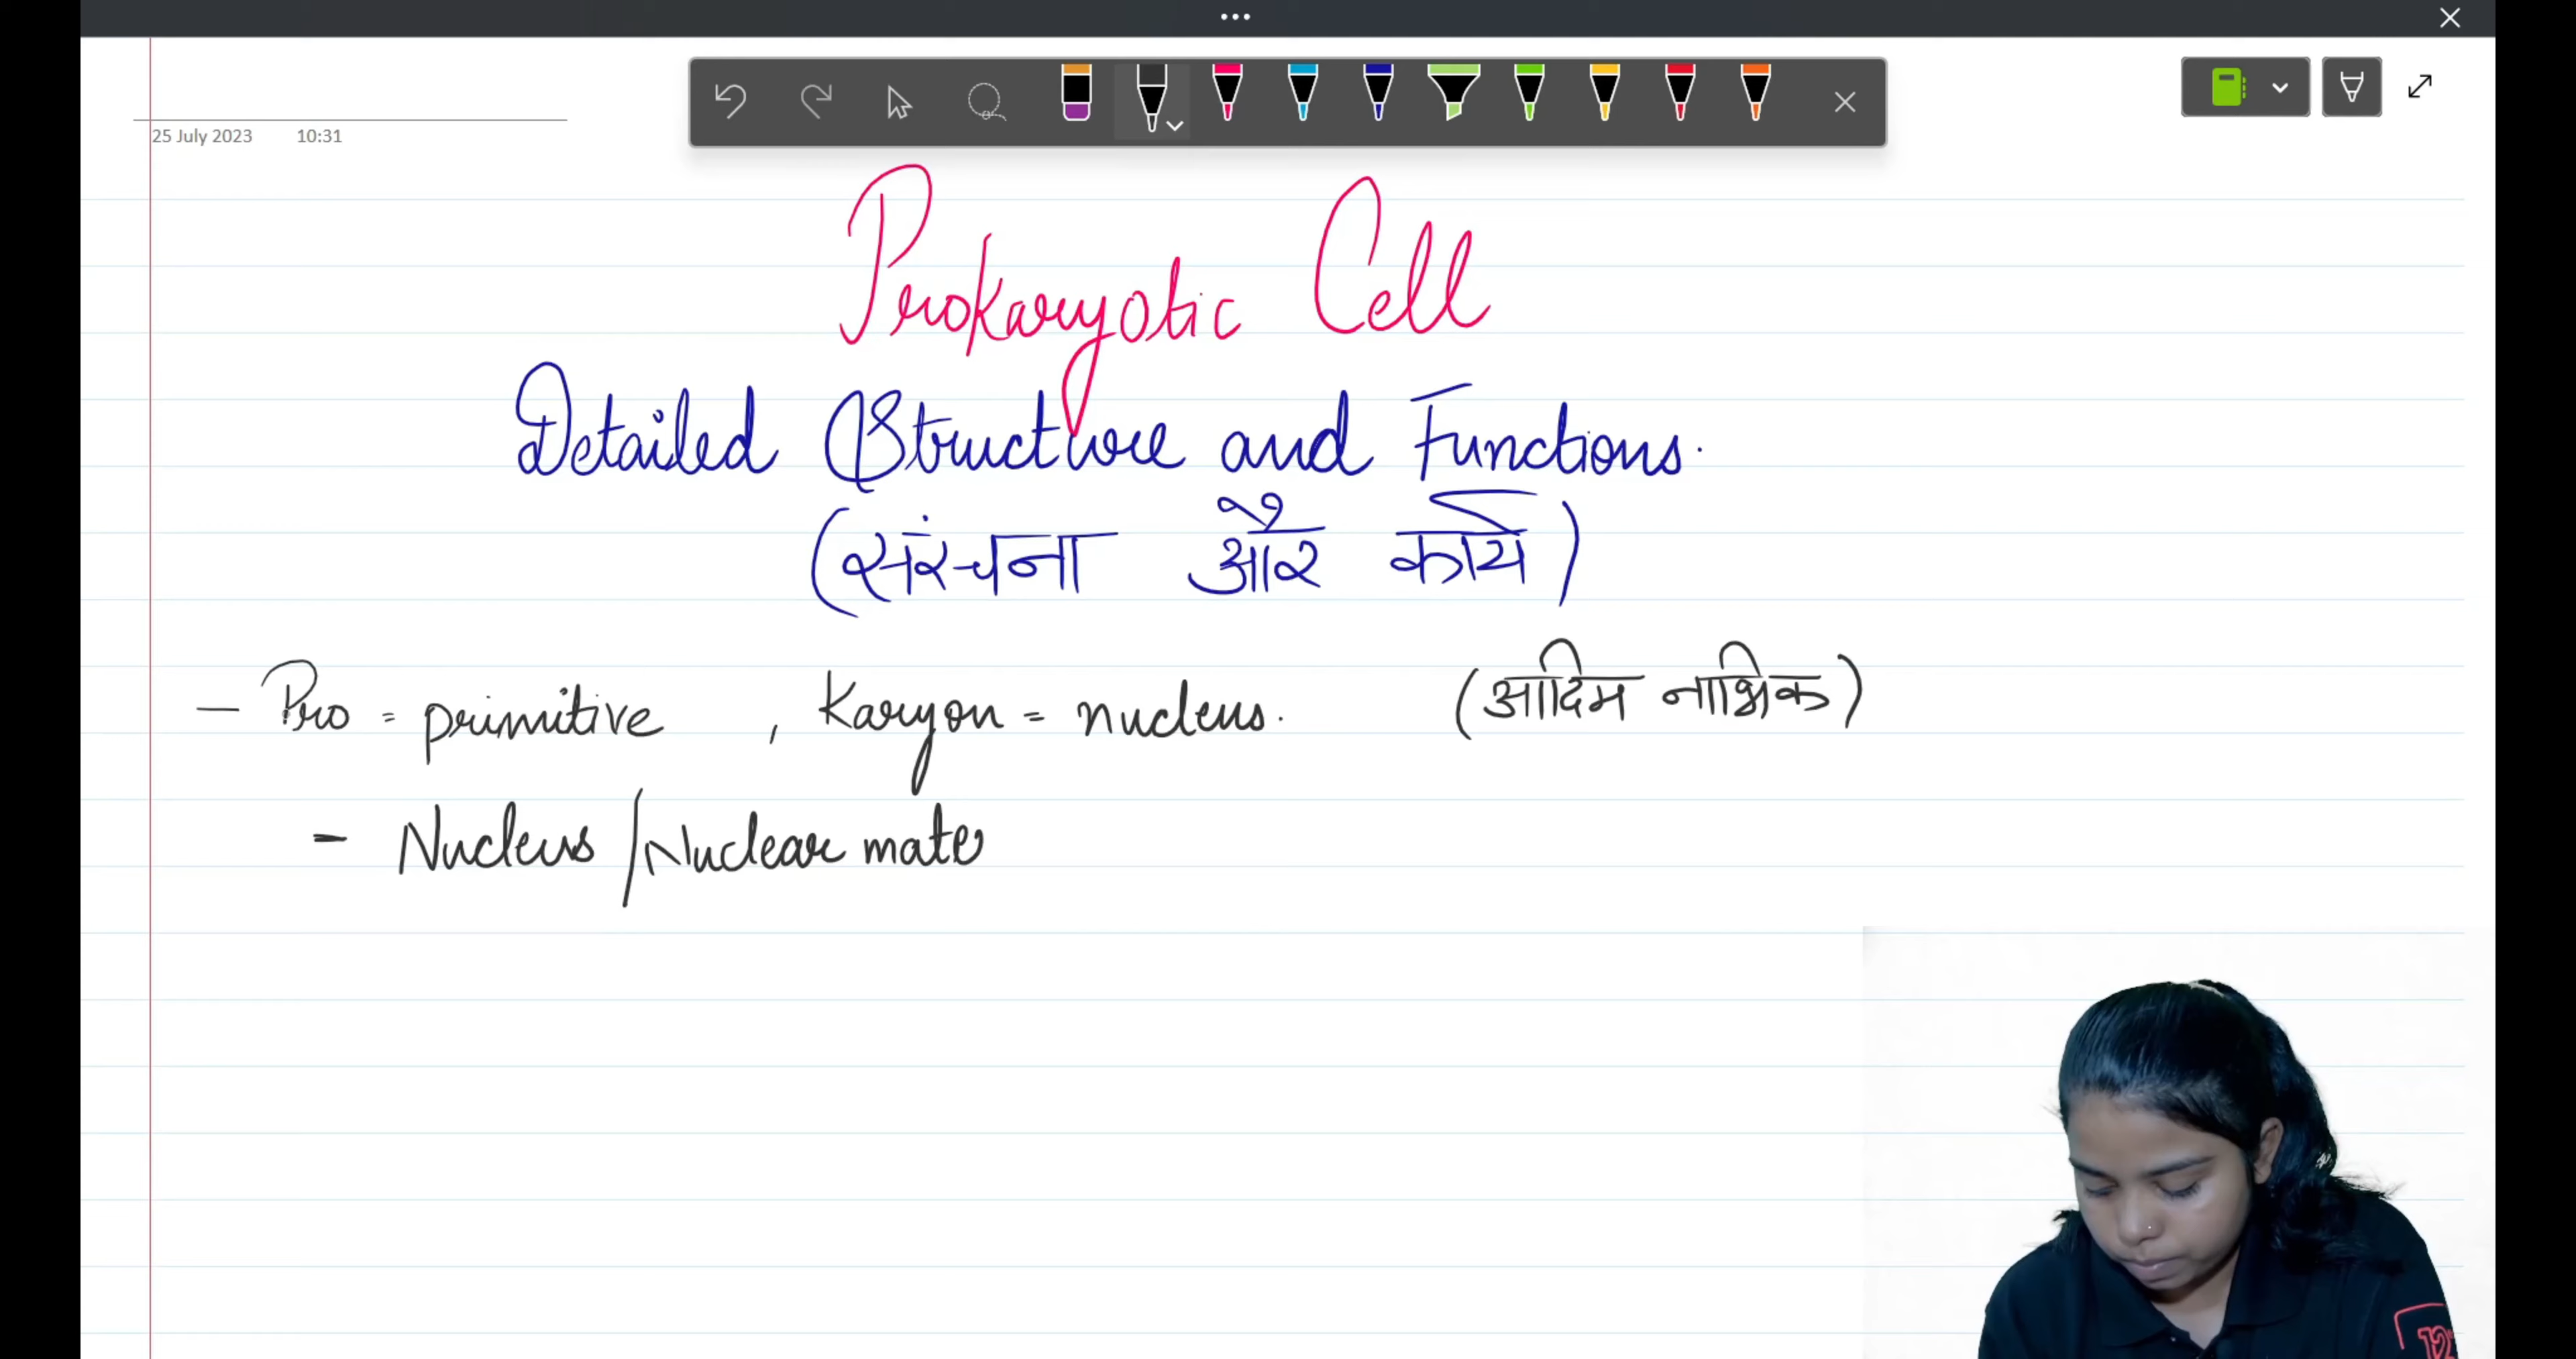 25 July 2023 10:31
Prokaryotic Cell
Detailed Structure and Functions.
(संरचना और कार्य)
– Pro = primitive , Karyon = nucleus. (आदिम नाभिक)
- Nucleus/Nuclear mate